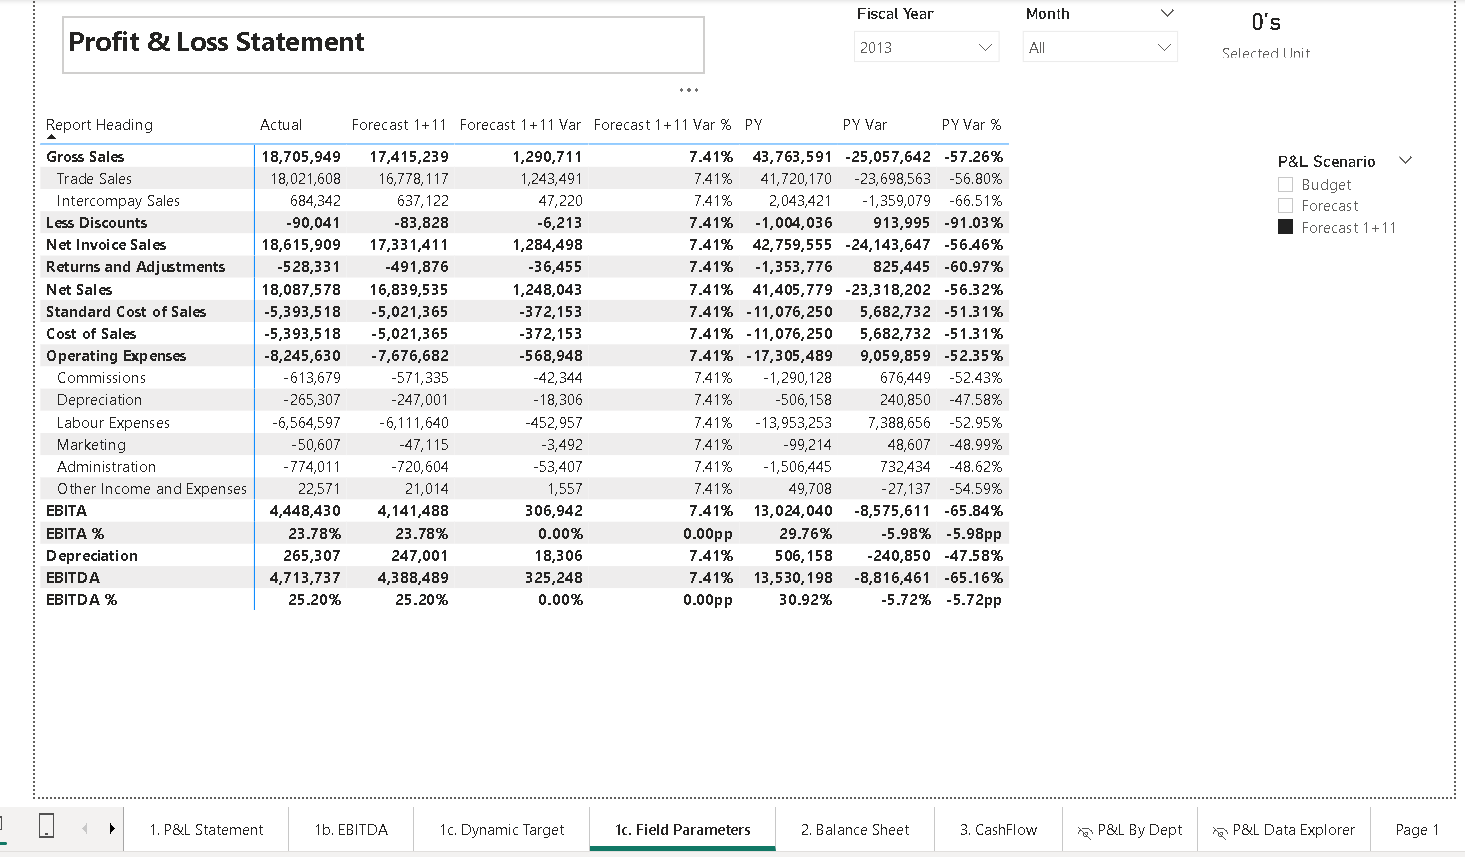 Profit & Loss Statement
Fiscal Year
2013
Month
All
0's
Selected Unit
Report Heading Actual Forecast 1+11 Forecast 1+11 Var Forecast 1+11 Var % PY PY Var PY Var %
Gross Sales 18,705,949 17,415,239 1,290,711 7.41% 43,763,591 -25,057,642 -57.26%
Trade Sales 18,021,608 16,778,117 1,243,491 7.41% 41,720,170 -23,698,563 -56.80%
Intercompay Sales 684,342 637,122 47,220 7.41% 2,043,421 -1,359,079 -66.51%
Less Discounts -90,041 -83,828 -6,213 7.41% -1,004,036 913,995 -91.03%
Net Invoice Sales 18,615,909 17,331,411 1,284,498 7.41% 42,759,555 -24,143,647 -56.46%
Returns and Adjustments -528,331 -491,876 -36,455 7.41% -1,353,776 825,445 -60.97%
Net Sales 18,087,578 16,839,535 1,248,043 7.41% 41,405,779 -23,318,202 -56.32%
Standard Cost of Sales -5,393,518 -5,021,365 -372,153 7.41% -11,076,250 5,682,732 -51.31%
Cost of Sales -5,393,518 -5,021,365 -372,153 7.41% -11,076,250 5,682,732 -51.31%
Operating Expenses -8,245,630 -7,676,682 -568,948 7.41% -17,305,489 9,059,859 -52.35%
Commissions -613,679 -571,335 -42,344 7.41% -1,290,128 676,449 -52.43%
Depreciation -265,307 -247,001 -18,306 7.41% -506,158 240,850 -47.58%
Labour Expenses -6,564,597 -6,111,640 -452,957 7.41% -13,953,253 7,388,656 -52.95%
Marketing -50,607 -47,115 -3,492 7.41% -99,214 48,607 -48.99%
Administration -774,011 -720,604 -53,407 7.41% -1,506,445 732,434 -48.62%
Other Income and Expenses 22,571 21,014 1,557 7.41% 49,708 -27,137 -54.59%
EBITA 4,448,430 4,141,488 306,942 7.41% 13,024,040 -8,575,611 -65.84%
EBITA % 23.78% 23.78% 0.00% 0.00pp 29.76% -5.98% -5.98pp
Depreciation 265,307 247,001 18,306 7.41% 506,158 -240,850 -47.58%
EBITDA 4,713,737 4,388,489 325,248 7.41% 13,530,198 -8,816,461 -65.16%
EBITDA % 25.20% 25.20% 0.00% 0.00pp 30.92% -5.72% -5.72pp
P&L Scenario
Budget
Forecast
Forecast 1+11
1. P&L Statement 1b. EBITDA 1c. Dynamic Target 1c. Field Parameters 2. Balance Sheet 3. CashFlow P&L By Dept P&L Data Explorer Page 1